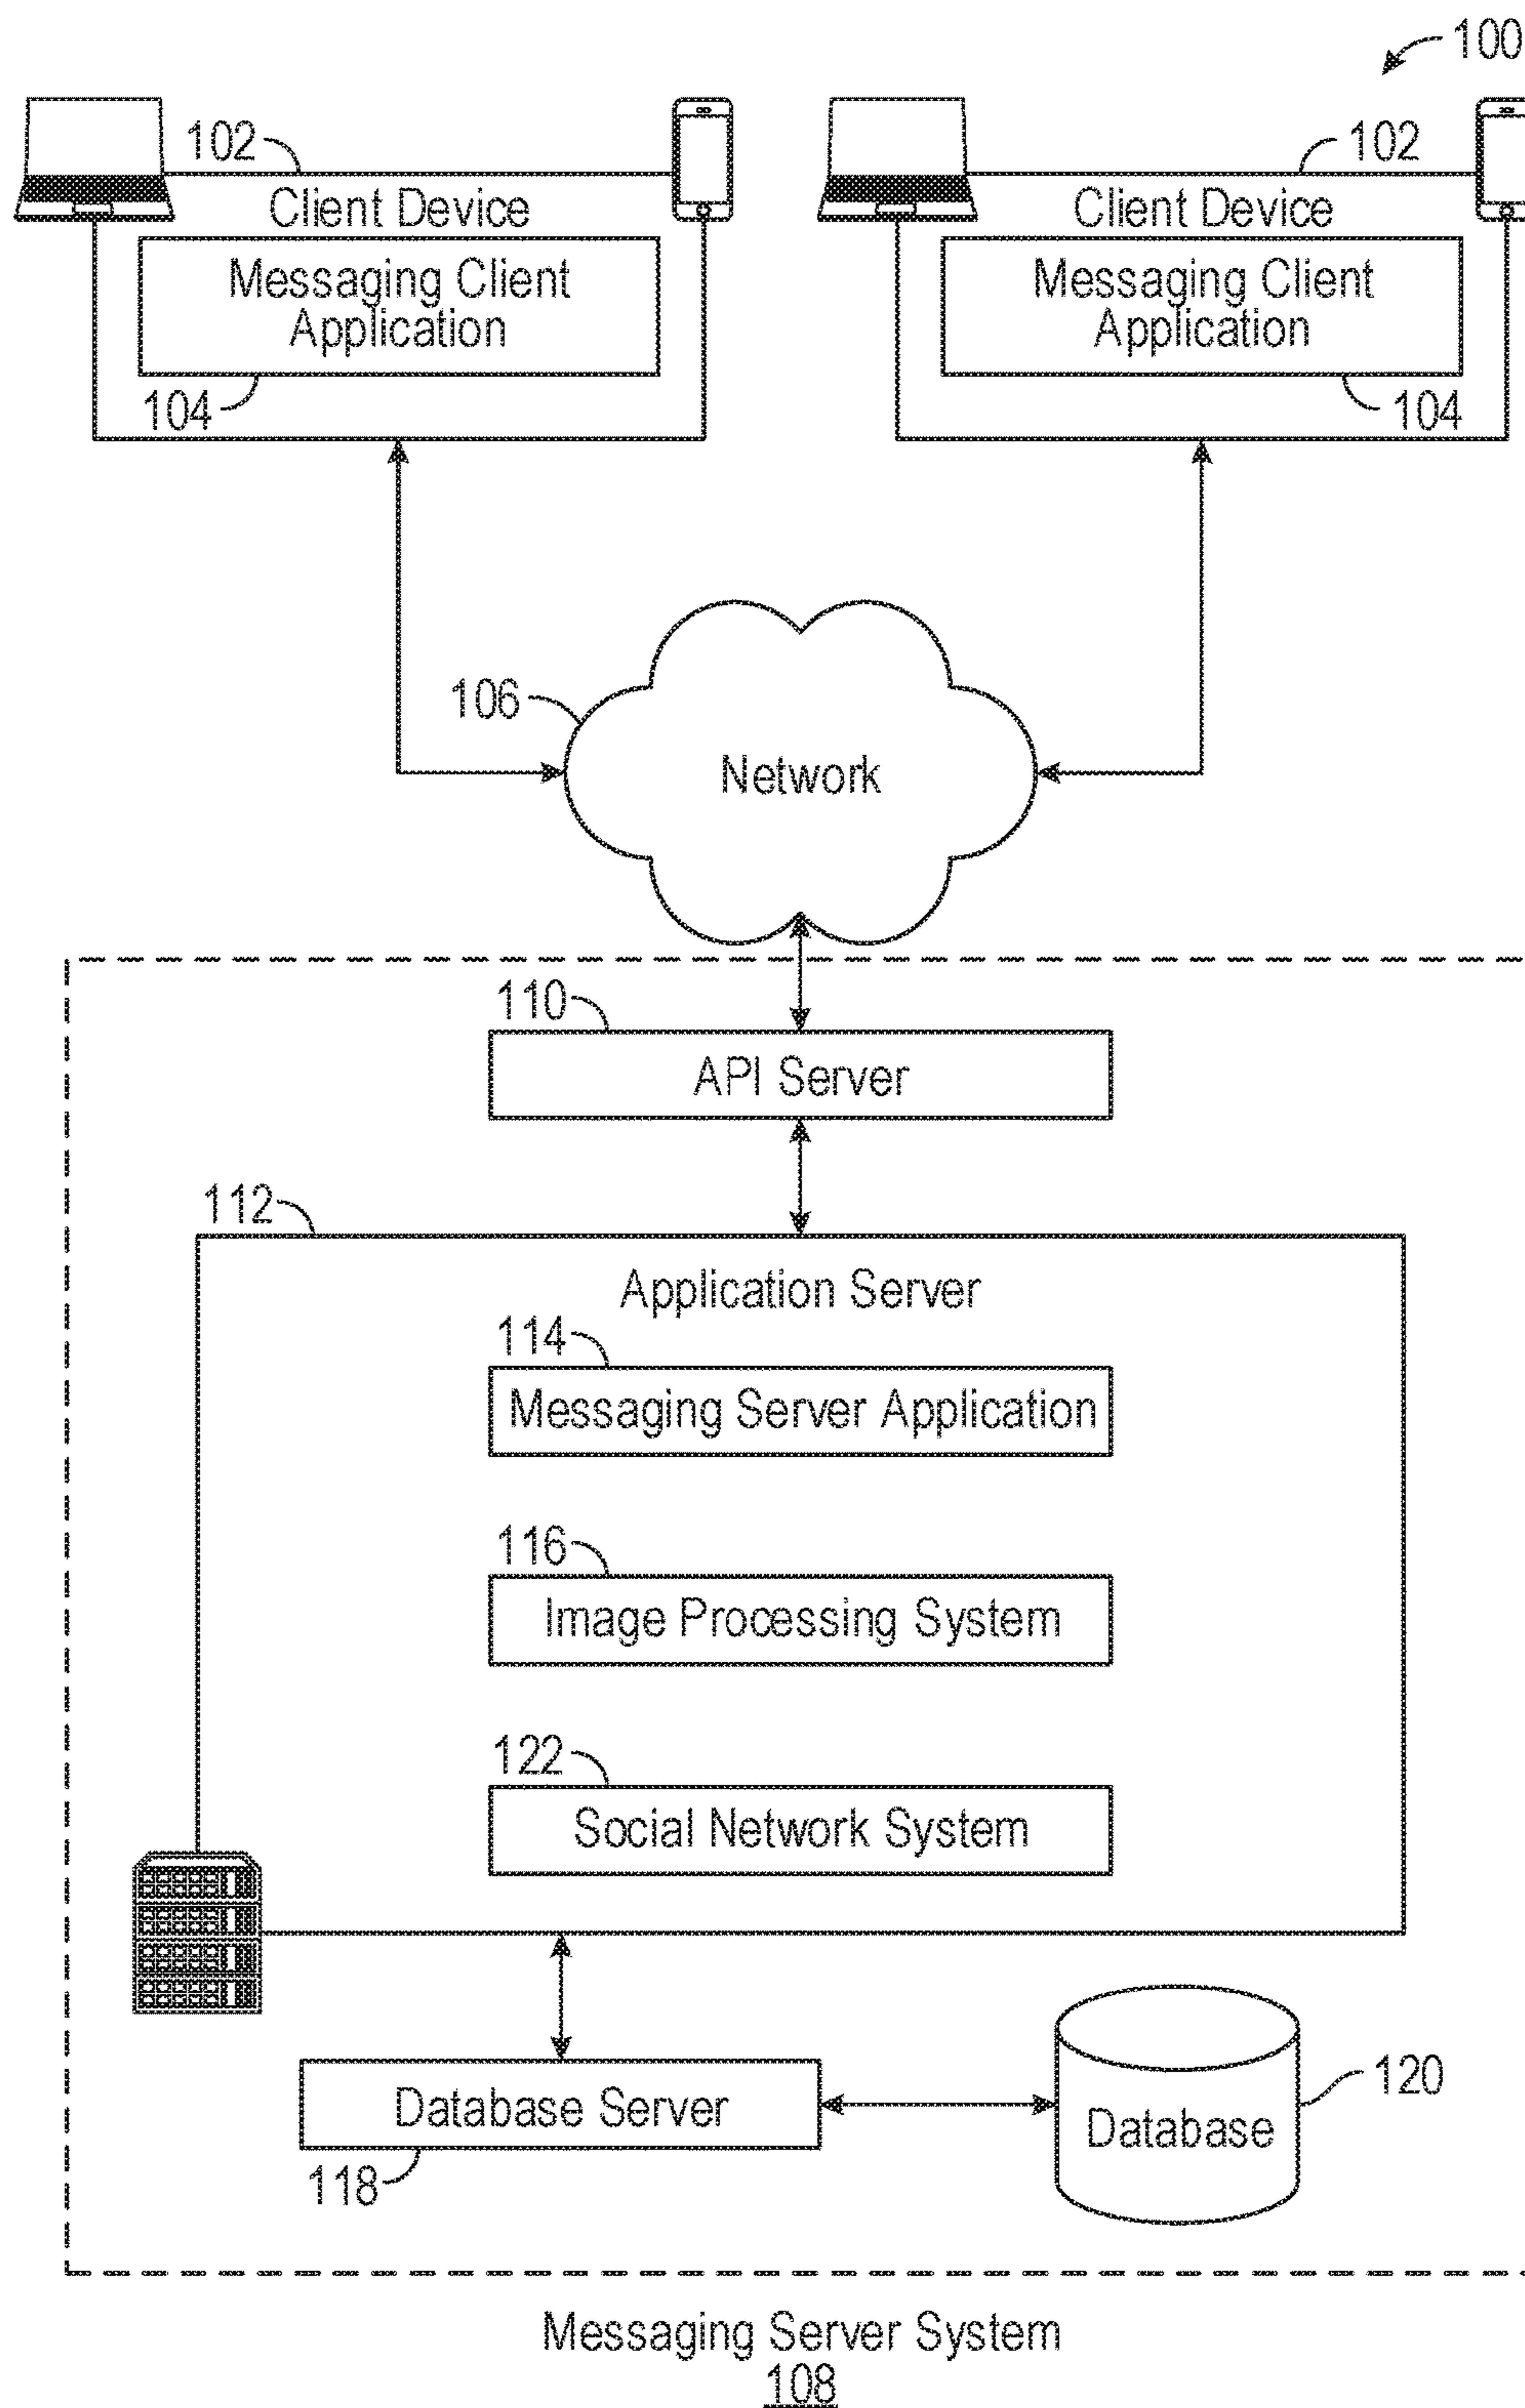 100
102
102
Client Device
Client Device
Messaging Client
Application
Messaging Client
Application
104
104
106
Network
110
API Server
112
Application Server
114
Messaging Server Application
116
Image Processing System
122
Social Network System
Database Server
118
Database
120
Messaging Server System
108